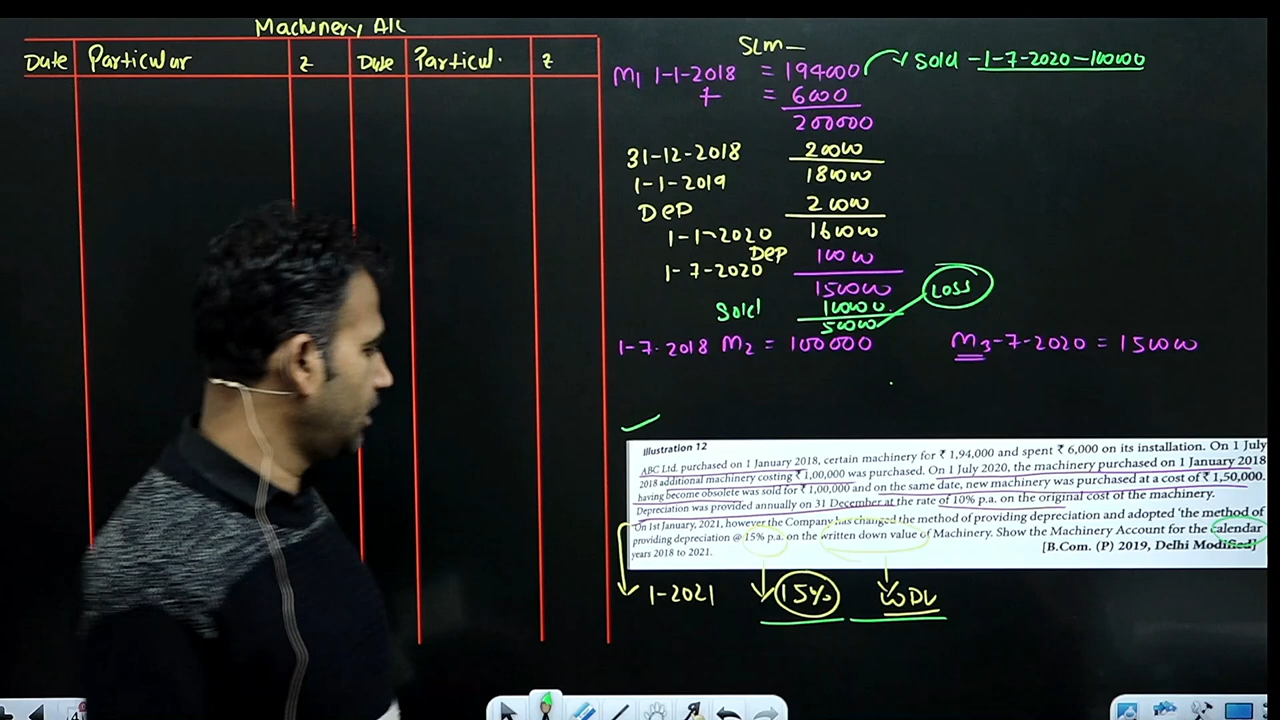 Machinery A/c
Date Particular ₹ Date Particul. ₹
SLM —
M1 1-1-2018 = 194000 → Sold - 1-7-2020 - 100000
+ = 6000
200000
31-12-2018 20000
1-1-2019 180000
Dep 20000
1-1-2020 160000
Dep 10000
1-7-2020 150000
Sold 100000
50000 Loss
1-7-2018 M2 = 100000 M3-7-2020 = 150000
Illustration 12
ABC Ltd. purchased on 1 January 2018, certain machinery for ₹ 1,94,000 and spent ₹ 6,000 on its installation. On 1 July
2018 additional machinery costing ₹ 1,00,000 was purchased. On 1 July 2020, the machinery purchased on 1 January 2018
having become obsolete was sold for ₹ 1,00,000 and on the same date, new machinery was purchased at a cost of ₹ 1,50,000.
Depreciation was provided annually on 31 December at the rate of 10% p.a. on the original cost of the machinery.
On 1st January, 2021, however the Company has changed the method of providing depreciation and adopted 'the method of
providing depreciation @ 15% p.a. on the written down value of Machinery. Show the Machinery Account for the calendar
years 2018 to 2021.
[B.Com. (P) 2019, Delhi Modified]
1-2021 15% WDV